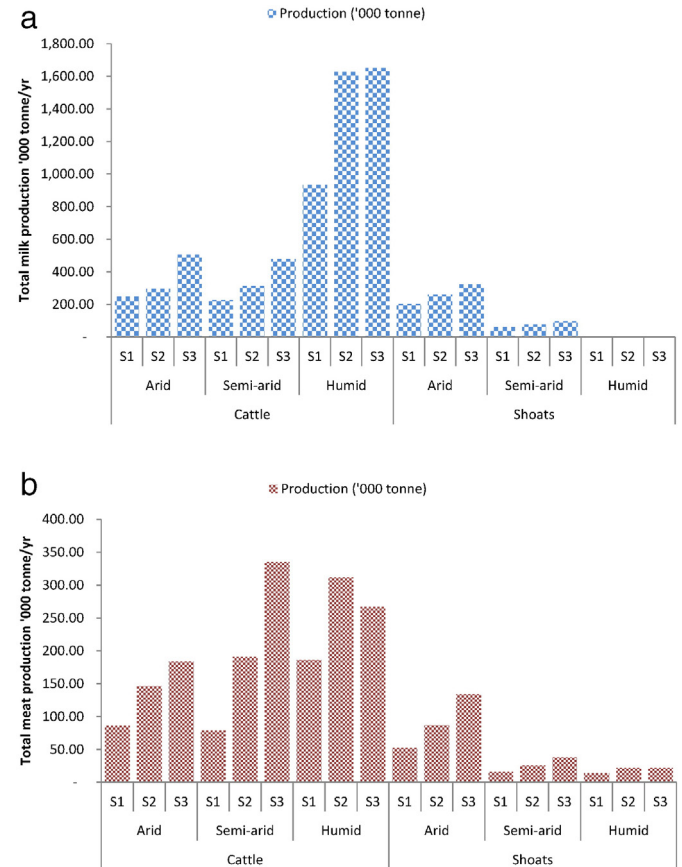 a
Production ('000 tonne)
Total milk production '000 tonne/yr
1,800.00
1,600.00
1,400.00
1,200.00
1,000.00
800.00
600.00
400.00
200.00
-
S1 S2 S3 S1 S2 S3 S1 S2 S3 S1 S2 S3 S1 S2 S3 S1 S2 S3
Arid Semi-arid Humid Arid Semi-arid Humid
Cattle Shoats
b
Production ('000 tonne)
Total meat production '000 tonne/yr
400.00
350.00
300.00
250.00
200.00
150.00
100.00
50.00
-
S1 S2 S3 S1 S2 S3 S1 S2 S3 S1 S2 S3 S1 S2 S3 S1 S2 S3
Arid Semi-arid Humid Arid Semi-arid Humid
Cattle Shoats